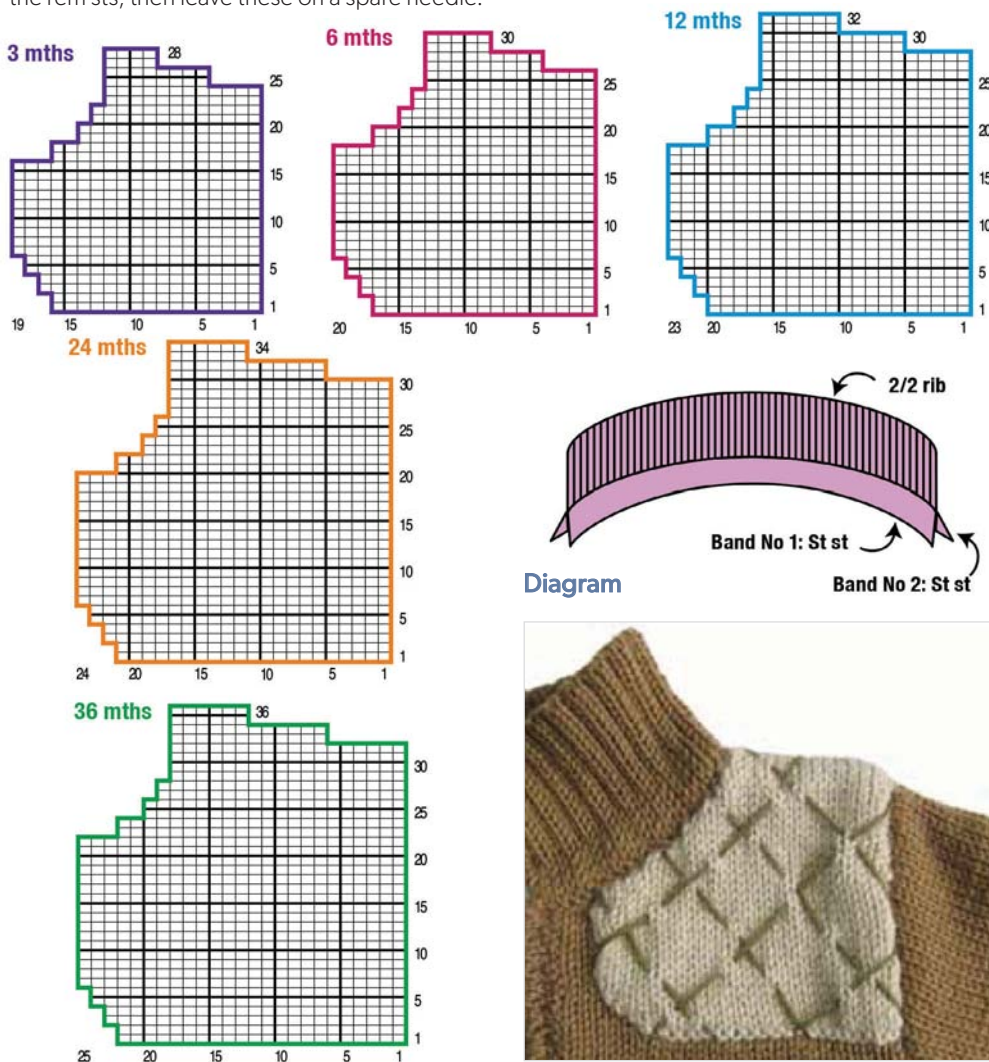 the rem sts, then leave these on a spare needle.
3 mths
28
25
20
15
10
5
1
19 15 10 5 1
6 mths
30
25
20
15
10
5
1
20 15 10 5 1
12 mths
32
30
25
20
15
10
5
1
23 20 15 10 5 1
24 mths
34
30
25
20
15
10
5
1
24 20 15 10 5 1
2/2 rib
Band No 1: St st
Band No 2: St st
Diagram
36 mths
36
30
25
20
15
10
5
1
25 20 15 10 5 1